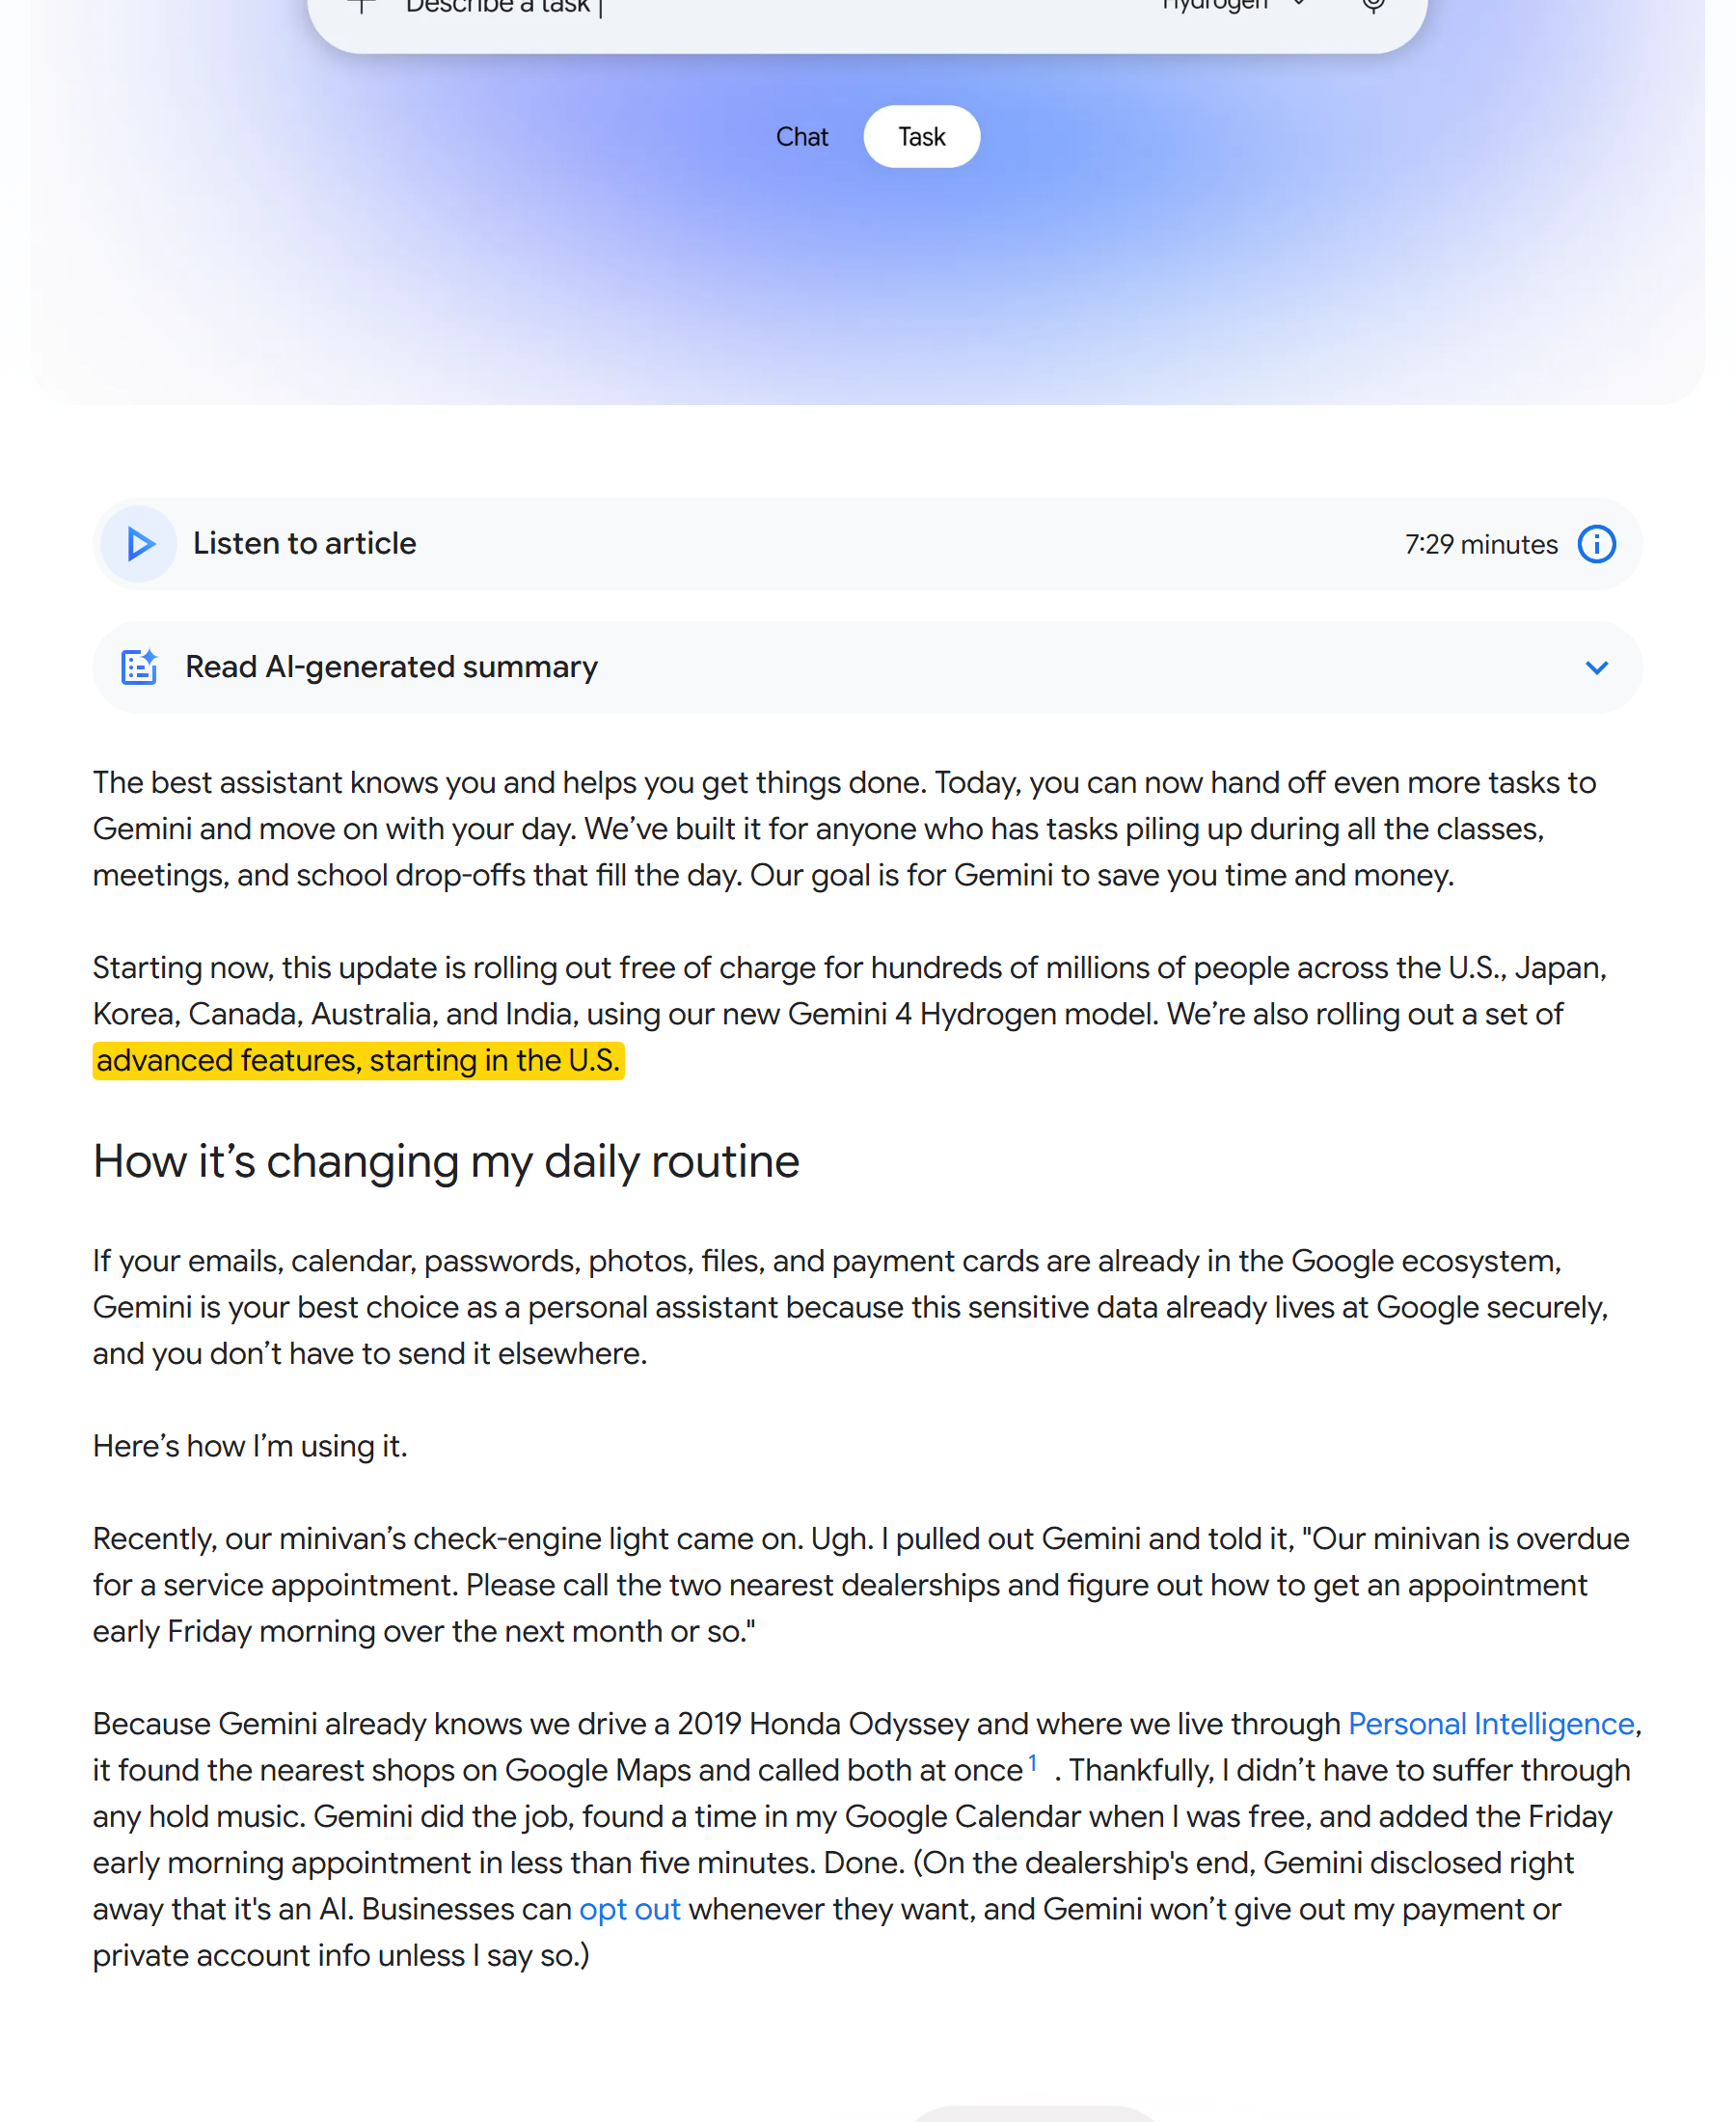 Describe a task
Hydrogen
Chat
Task
Listen to article
7:29 minutes
Read AI-generated summary
The best assistant knows you and helps you get things done. Today, you can now hand off even more tasks to
Gemini and move on with your day. We’ve built it for anyone who has tasks piling up during all the classes,
meetings, and school drop-offs that fill the day. Our goal is for Gemini to save you time and money.
Starting now, this update is rolling out free of charge for hundreds of millions of people across the U.S., Japan,
Korea, Canada, Australia, and India, using our new Gemini 4 Hydrogen model. We’re also rolling out a set of
advanced features, starting in the U.S.
How it’s changing my daily routine
If your emails, calendar, passwords, photos, files, and payment cards are already in the Google ecosystem,
Gemini is your best choice as a personal assistant because this sensitive data already lives at Google securely,
and you don’t have to send it elsewhere.
Here’s how I’m using it.
Recently, our minivan’s check-engine light came on. Ugh. I pulled out Gemini and told it, "Our minivan is overdue
for a service appointment. Please call the two nearest dealerships and figure out how to get an appointment
early Friday morning over the next month or so."
Because Gemini already knows we drive a 2019 Honda Odyssey and where we live through Personal Intelligence,
it found the nearest shops on Google Maps and called both at once 1 . Thankfully, I didn’t have to suffer through
any hold music. Gemini did the job, found a time in my Google Calendar when I was free, and added the Friday
early morning appointment in less than five minutes. Done. (On the dealership's end, Gemini disclosed right
away that it's an AI. Businesses can opt out whenever they want, and Gemini won’t give out my payment or
private account info unless I say so.)